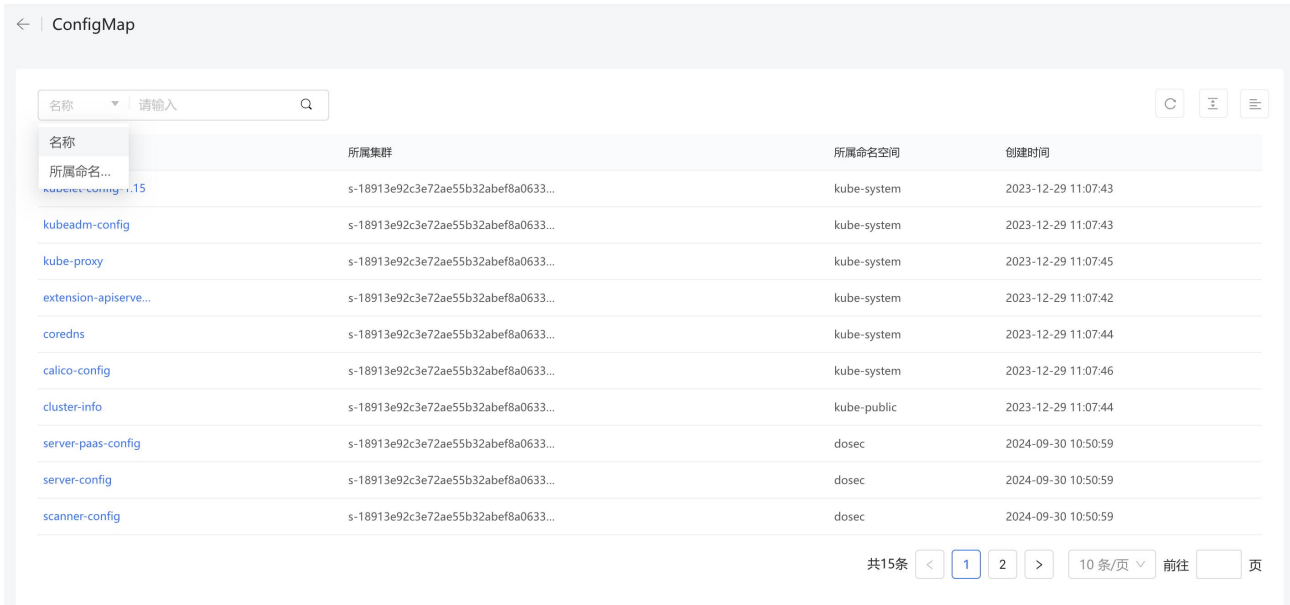 ConfigMap
名称 请输入
名称
所属命名...
所属集群 所属命名空间 创建时间
kubelet-config-1.15 s-18913e92c3e72ae55b32abef8a0633... kube-system 2023-12-29 11:07:43
kubeadm-config s-18913e92c3e72ae55b32abef8a0633... kube-system 2023-12-29 11:07:43
kube-proxy s-18913e92c3e72ae55b32abef8a0633... kube-system 2023-12-29 11:07:45
extension-apiserve... s-18913e92c3e72ae55b32abef8a0633... kube-system 2023-12-29 11:07:42
coredns s-18913e92c3e72ae55b32abef8a0633... kube-system 2023-12-29 11:07:44
calico-config s-18913e92c3e72ae55b32abef8a0633... kube-system 2023-12-29 11:07:46
cluster-info s-18913e92c3e72ae55b32abef8a0633... kube-public 2023-12-29 11:07:44
server-paas-config s-18913e92c3e72ae55b32abef8a0633... dosec 2024-09-30 10:50:59
server-config s-18913e92c3e72ae55b32abef8a0633... dosec 2024-09-30 10:50:59
scanner-config s-18913e92c3e72ae55b32abef8a0633... dosec 2024-09-30 10:50:59
共15条 < 1 2 > 10 条/页 前往 页